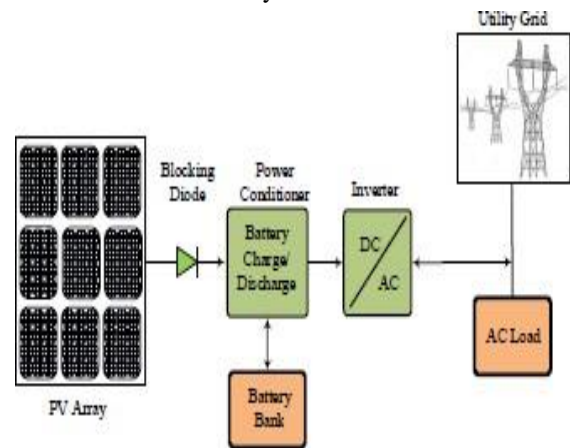 Utility Grid
Blocking
Diode
Power
Conditioner
Inverter
Battery
Charge/
Discharge
DC
AC
AC Load
PV Array
Battery
Bank